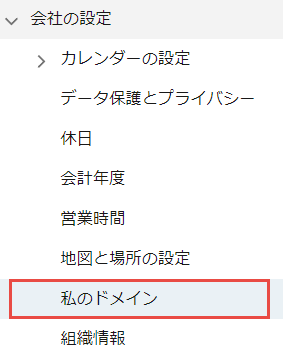 会社の設定
カレンダーの設定
データ保護とプライバシー
休日
会計年度
営業時間
地図と場所の設定
私のドメイン
組織情報